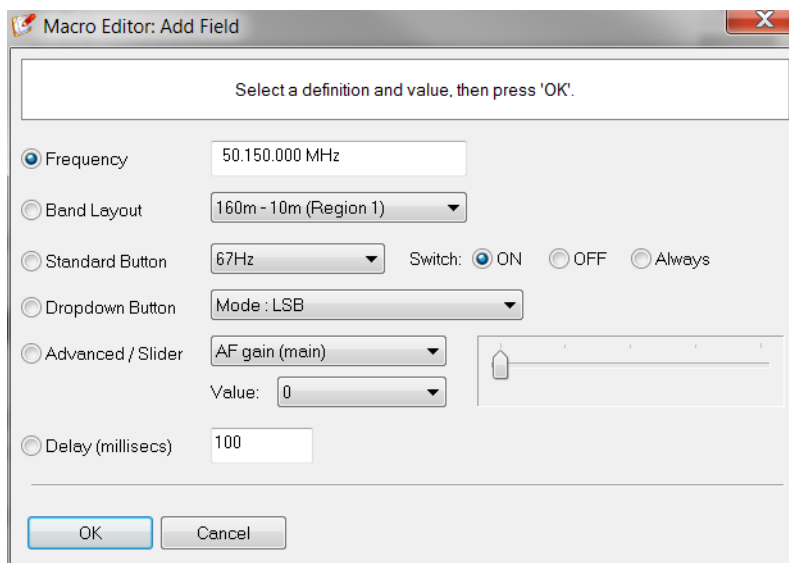 Macro Editor: Add Field
Select a definition and value, then press 'OK'.
Frequency 50.150.000 MHz
Band Layout 160m - 10m (Region 1)
Standard Button 67Hz Switch: ON OFF Always
Dropdown Button Mode : LSB
Advanced / Slider AF gain (main)
Value: 0
Delay (millisecs) 100
OK Cancel